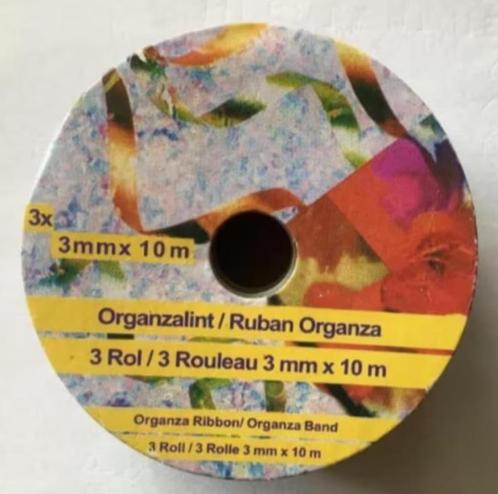 3x
3mmx 10 m
Organzalint / Ruban Organza
3 Rol / 3 Rouleau 3 mm x 10 m
Organza Ribbon/ Organza Band
3 Roll / 3 Rolle 3 mm x 10 m